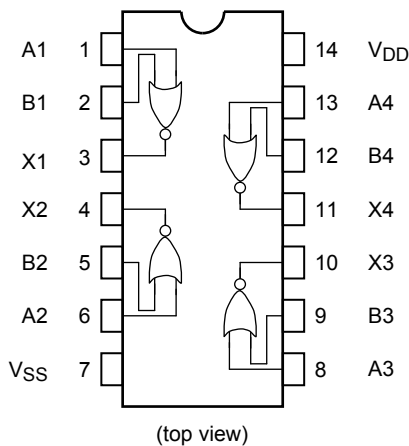 A1 1 14 VDD
B1 2 13 A4
X1 3 12 B4
X2 4 11 X4
B2 5 10 X3
A2 6 9 B3
VSS 7 8 A3
(top view)